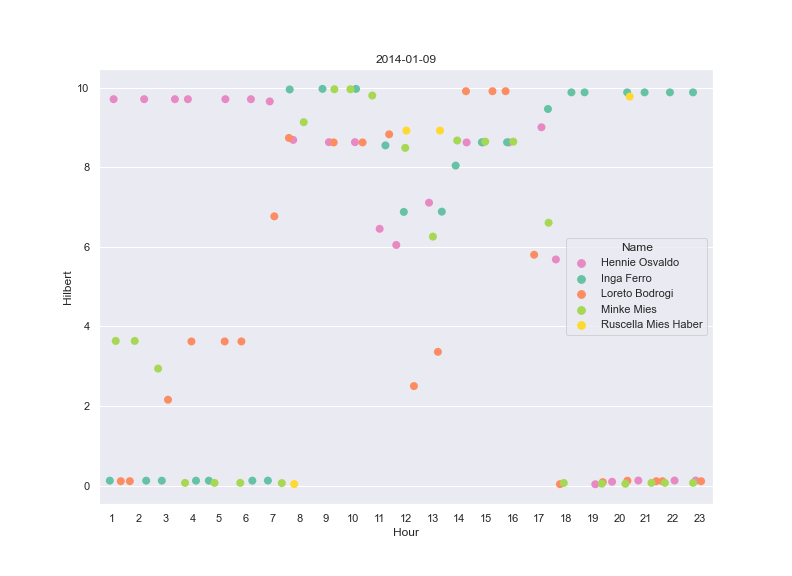 2014-01-09
10
8
6
4
2
0
Hilbert
Name
Hennie Osvaldo
Inga Ferro
Loreto Bodrogi
Minke Mies
Ruscella Mies Haber
1 2 3 4 5 6 7 8 9 10 11 12 13 14 15 16 17 18 19 20 21 22 23
Hour